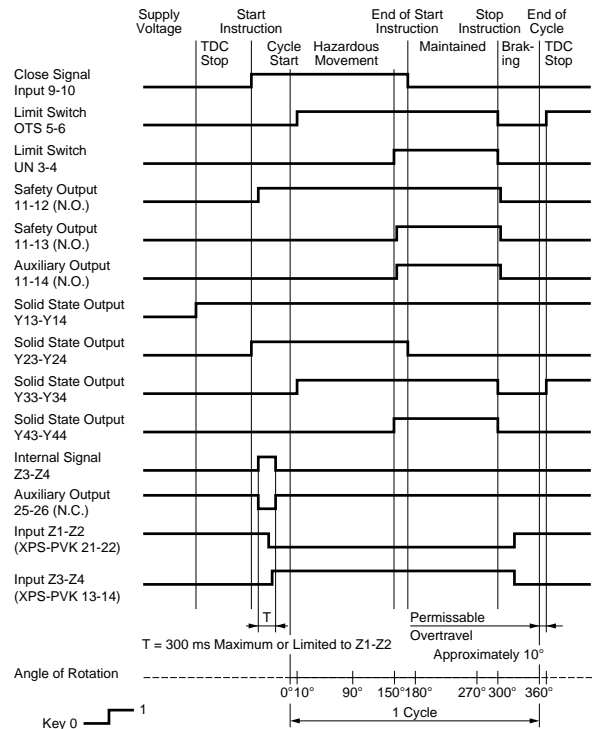 Supply Voltage
Start Instruction
End of Start Instruction
Stop Instruction
End of Cycle
TDC Stop
Cycle Start
Hazardous Movement
Maintained
Brak-ing
TDC Stop
Close Signal
Input 9-10
Limit Switch
OTS 5-6
Limit Switch
UN 3-4
Safety Output
11-12 (N.O.)
Safety Output
11-13 (N.O.)
Auxiliary Output
11-14 (N.O.)
Solid State Output
Y13-Y14
Solid State Output
Y23-Y24
Solid State Output
Y33-Y34
Solid State Output
Y43-Y44
Internal Signal
Z3-Z4
Auxiliary Output
25-26 (N.C.)
Input Z1-Z2
(XPS-PVK 21-22)
Input Z3-Z4
(XPS-PVK 13-14)
T
Permissable
Overtravel
T = 300 ms Maximum or Limited to Z1-Z2
Approximately 10°
Angle of Rotation
0° 10° 90° 150° 180° 270° 300° 360°
1 Cycle
Key 0 1